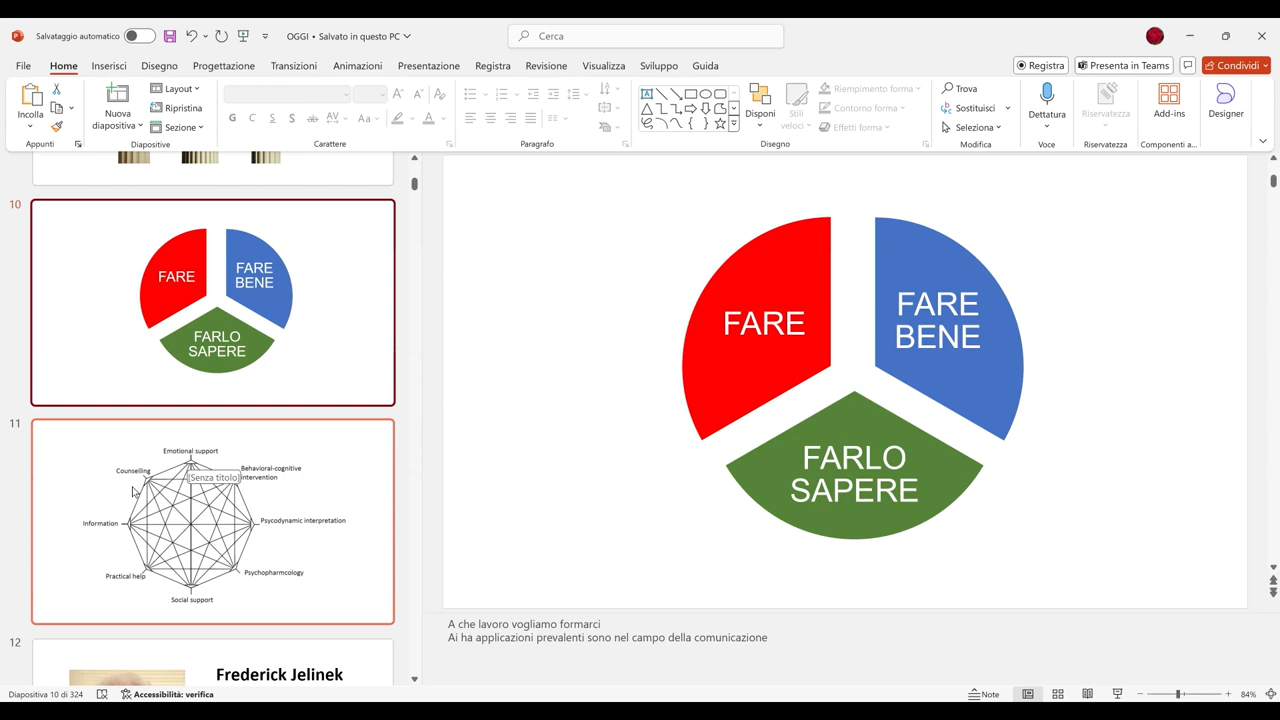 Salvataggio automatico
OGGI • Salvato in questo PC
Cerca
File Home Inserisci Disegno Progettazione Transizioni Animazioni Presentazione Registra Revisione Visualizza Sviluppo Guida
Registra
Presenta in Teams
Condividi
Incolla
Nuova
diapositiva
Layout
Ripristina
Sezione
G C S S ab AV Aa A
Disponi
Stili
veloci
Riempimento forma
Contorno forma
Effetti forma
Trova
Sostituisci
Seleziona
Dettatura
Riservatezza
Add-ins
Designer
Appunti
Diapositive
Carattere
Paragrafo
Disegno
Modifica
Voce
Riservatezza
Componenti a...
10
FARE
FARE
BENE
FARLO
SAPERE
11
Emotional support
Counselling
Behavioral-cognitive
intervention
[Senza titolo]
Information
Psycodynamic interpretation
Practical help
Psychopharmcology
Social support
12
Frederick Jelinek
FARE
FARE
BENE
FARLO
SAPERE
A che lavoro vogliamo formarci
Ai ha applicazioni prevalenti sono nel campo della comunicazione
Diapositiva 10 di 324
Accessibilità: verifica
Note
84%